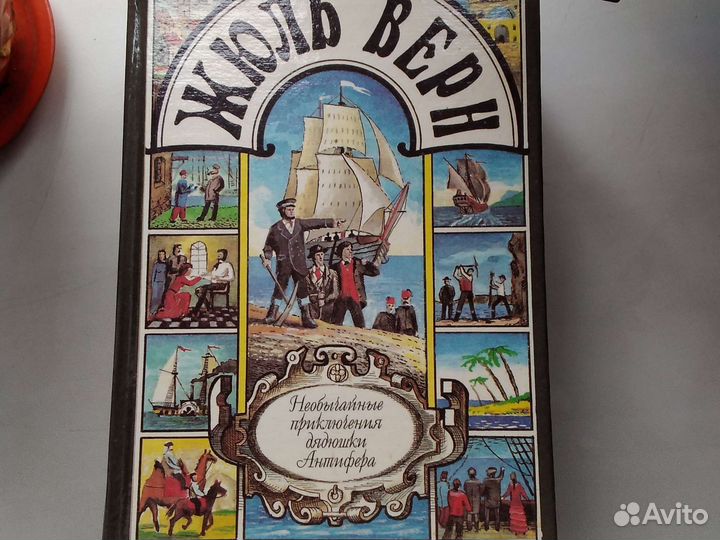 ЖЮЛЬ ВЕРН
Необычайные
приключения
дядюшки
Антифера
Avito